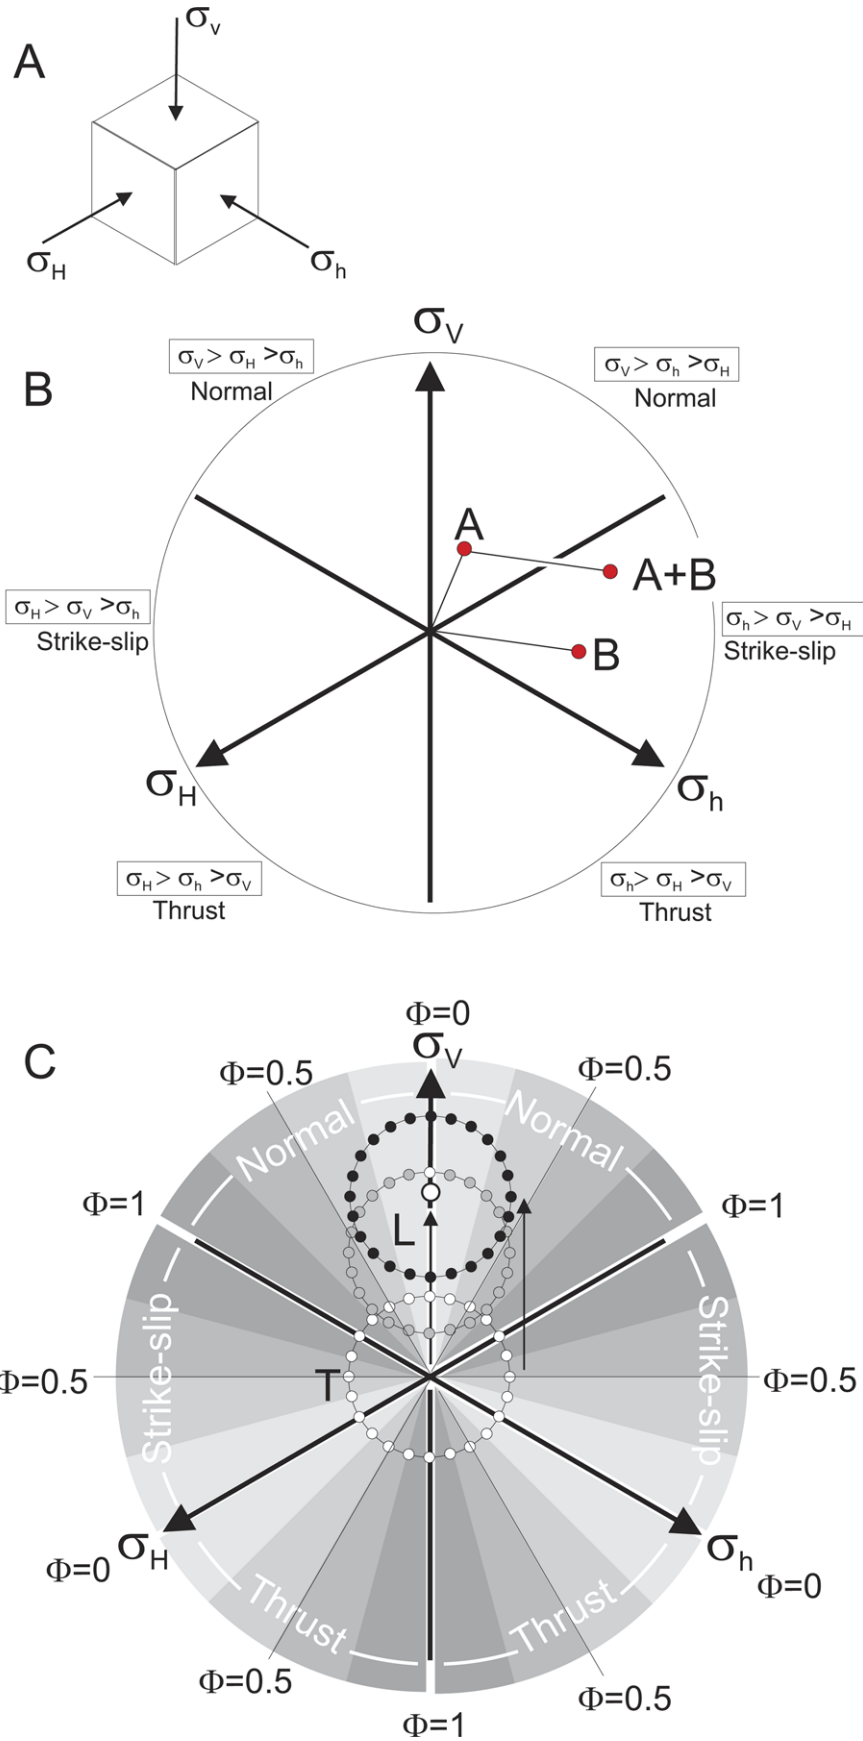 σv
A
σH
σh
σV
σV > σH >σh
Normal
σV > σh >σH
Normal
B
A
A+B
B
σH > σV >σh
Strike-slip
σh> σV >σH
Strike-slip
σH
σh
σH > σh >σV
Thrust
σh> σH >σV
Thrust
Φ=0
σV
C
Φ=0.5
Φ=0.5
Normal
Normal
Φ=1
Φ=1
L
Strike-slip
Strike-slip
T
Φ=0.5
Φ=0.5
σH
σh
Φ=0
Φ=0
Thrust
Thrust
Φ=0.5
Φ=0.5
Φ=1